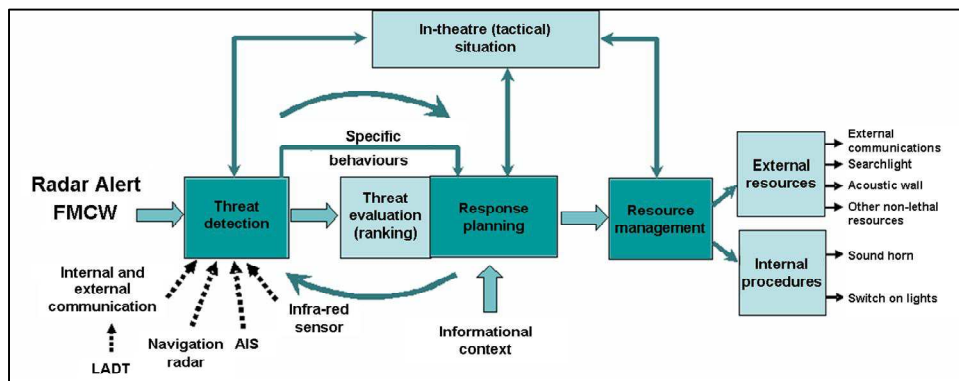 In-theatre (tactical)
situation
Specific
behaviours
Radar Alert
FMCW
Threat
detection
Threat
evaluation
(ranking)
Response
planning
Resource
management
External
resources
External
communications
Searchlight
Acoustic wall
Other non-lethal
resources
Internal
procedures
Sound horn
Switch on lights
Internal and
external
communication
LADT
Navigation
radar
AIS
Infra-red
sensor
Informational
context